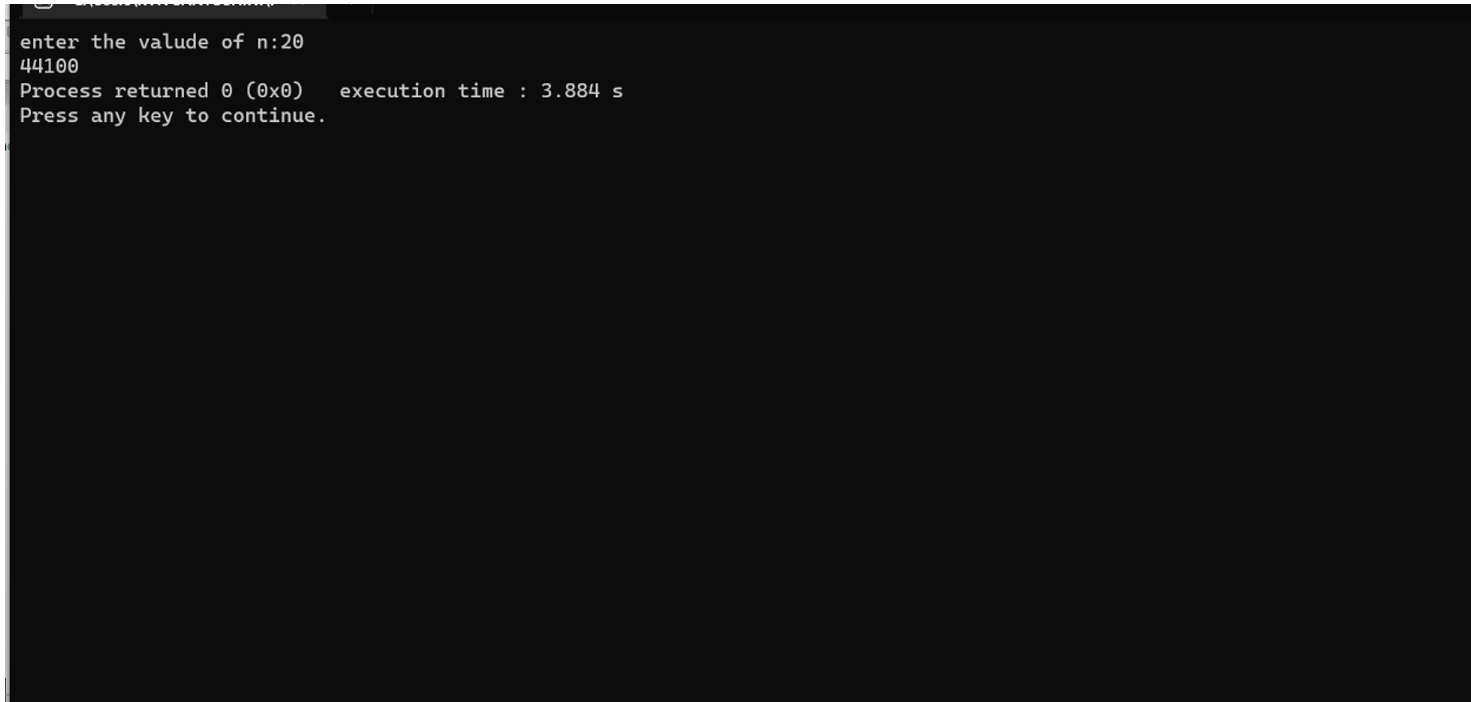 enter the valude of n:20
44100
Process returned 0 (0x0)   execution time : 3.884 s
Press any key to continue.